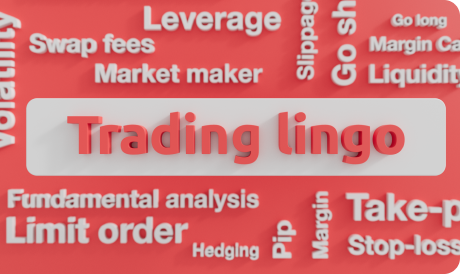 Leverage
Slippag
Go sh
Go long
Swap fees
Margin Ca
Market maker
Liquidity
Volatility
Trading lingo
Fundamental analysis
Limit order
Hedging
Pip
Margin
Take-p
Stop-loss